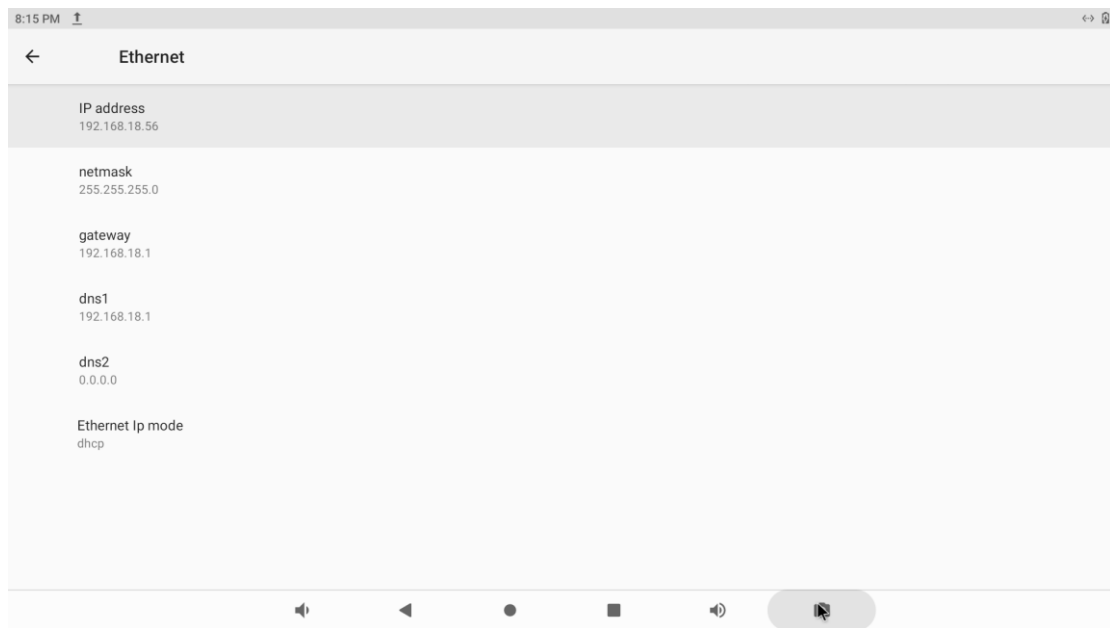 8:15 PM
Ethernet
IP address
192.168.18.56
netmask
255.255.255.0
gateway
192.168.18.1
dns1
192.168.18.1
dns2
0.0.0.0
Ethernet Ip mode
dhcp